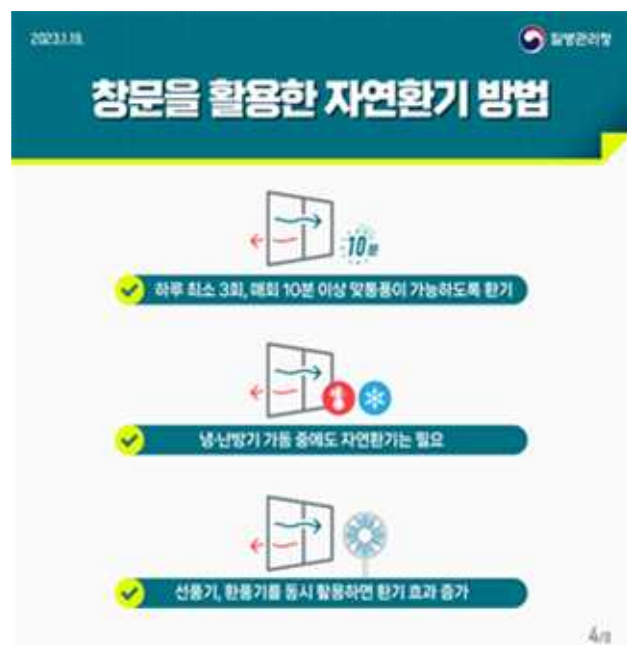 2023.1.19.
질병관리청
창문을 활용한 자연환기 방법
10분
하루 최소 3회, 매회 10분 이상 맞통풍이 가능하도록 환기
냉·난방기 가동 중에도 자연환기는 필요
선풍기, 환풍기를 동시 활용하면 환기 효과 증가
4/8